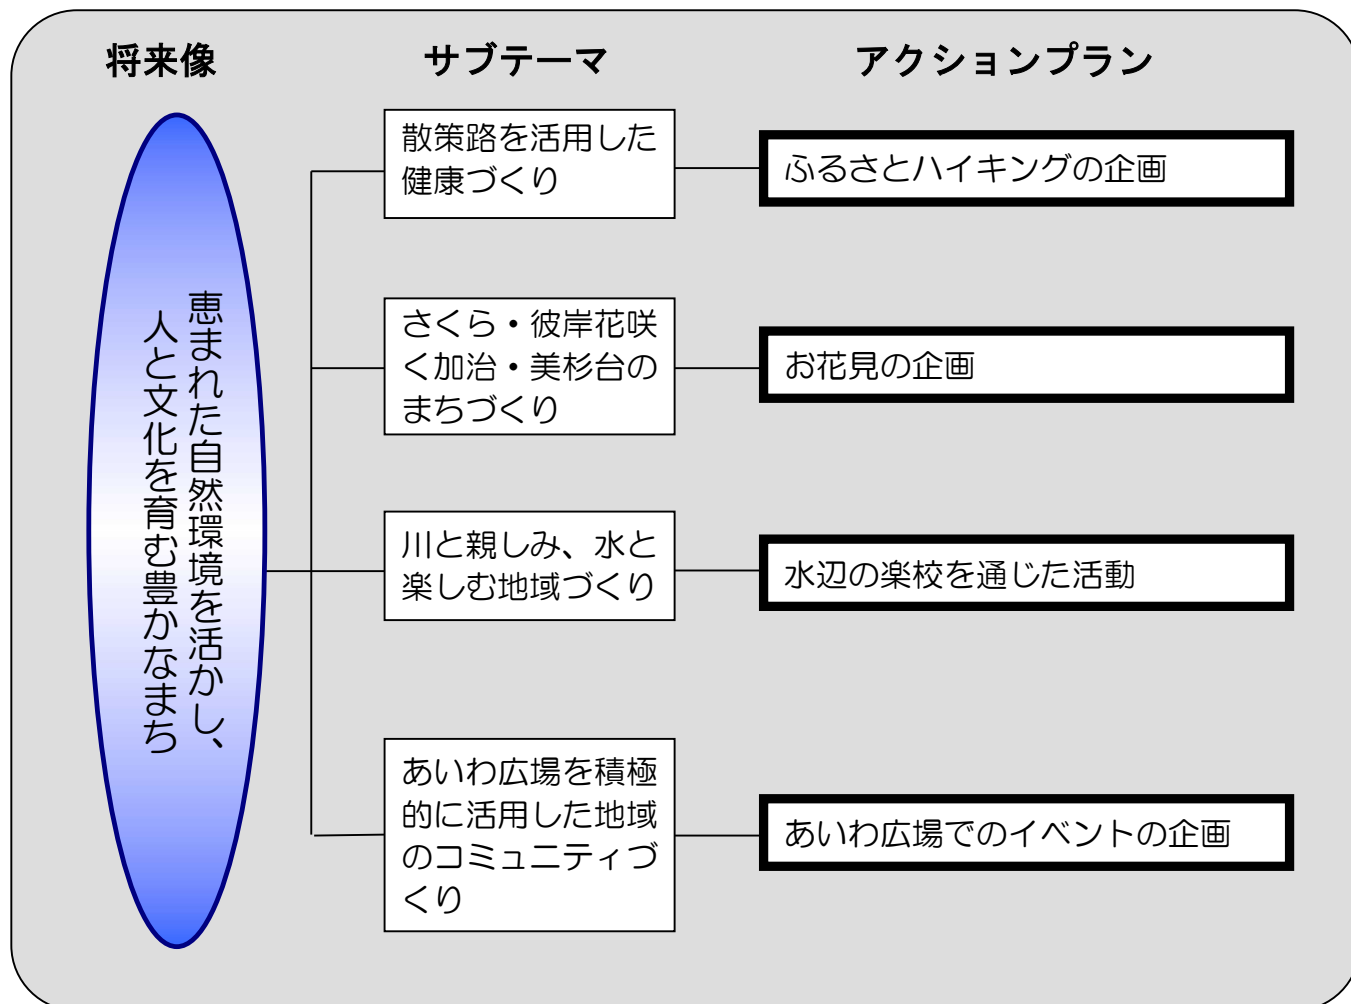 将来像
サブテーマ
アクションプラン
恵まれた自然環境を活かし、
人と文化を育む豊かなまち
散策路を活用した
健康づくり
ふるさとハイキングの企画
さくら・彼岸花咲
く加治・美杉台の
まちづくり
お花見の企画
川と親しみ、水と
楽しむ地域づくり
水辺の楽校を通じた活動
あいわ広場を積極
的に活用した地域
のコミュニティづ
くり
あいわ広場でのイベントの企画